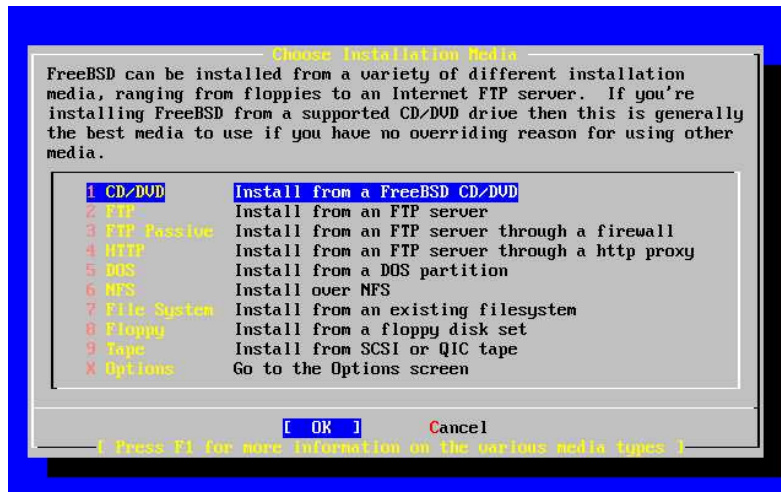 Choose Installation Media
FreeBSD can be installed from a variety of different installation
media, ranging from floppies to an Internet FTP server.  If you're
installing FreeBSD from a supported CD/DVD drive then this is generally
the best media to use if you have no overriding reason for using other
media.
1 CD/DVD Install from a FreeBSD CD/DVD
2 FTP Install from an FTP server
3 FTP Passive Install from an FTP server through a firewall
4 HTTP Install from an FTP server through a http proxy
5 DOS Install from a DOS partition
6 NFS Install over NFS
7 File System Install from an existing filesystem
8 Floppy Install from a floppy disk set
9 Tape Install from SCSI or QIC tape
X Options Go to the Options screen
[ OK ] Cancel
[ Press F1 for more information on the various media types ]